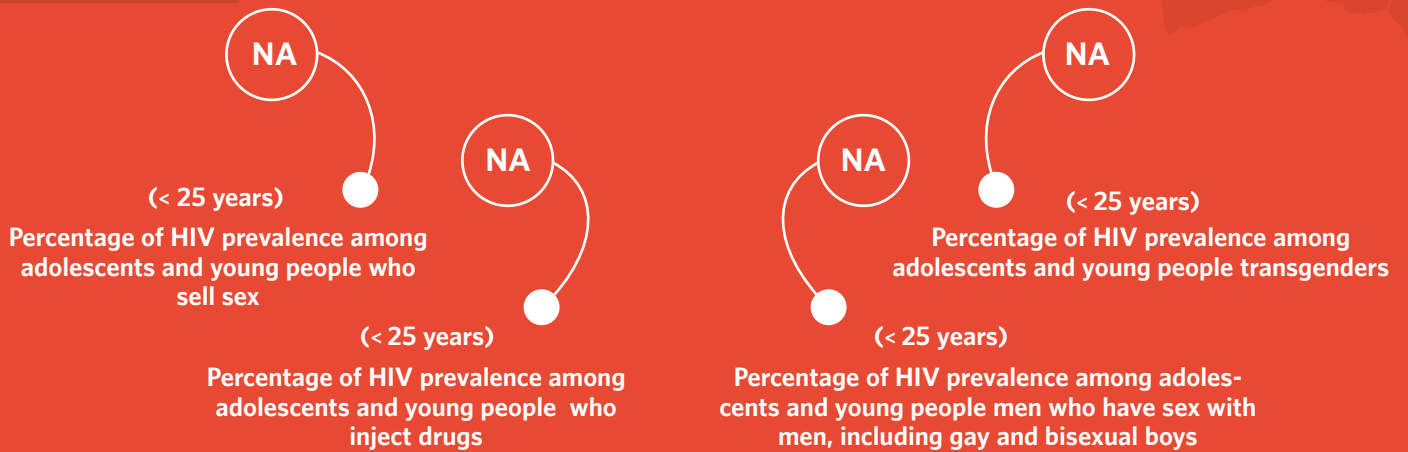 NA
(< 25 years)
Percentage of HIV prevalence among
adolescents and young people who
sell sex
NA
(< 25 years)
Percentage of HIV prevalence among
adolescents and young people who
inject drugs
NA
(< 25 years)
Percentage of HIV prevalence among adoles-
cents and young people men who have sex with
men, including gay and bisexual boys
NA
(< 25 years)
Percentage of HIV prevalence among
adolescents and young people transgenders